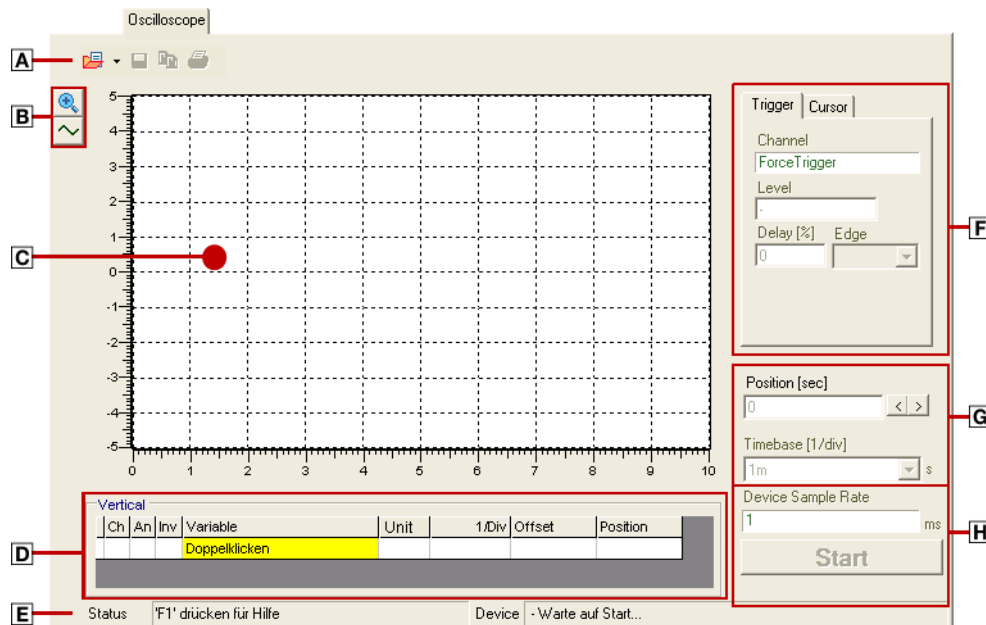 Oscilloscope
A
B
5
4
3
2
1
0
-1
-2
-3
-4
-5
0 1 2 3 4 5 6 7 8 9 10
C
Trigger Cursor
Channel
ForceTrigger
Level
-
Delay [%] Edge
0
F
Position [sec]
0 < >
G
Timebase [1/div]
1m s
Device Sample Rate
1 ms
H
Start
Vertical
Ch An Inv Variable Unit 1/Div Offset Position
Doppelklicken
D
E
Status 'F1' drücken für Hilfe Device - Warte auf Start...